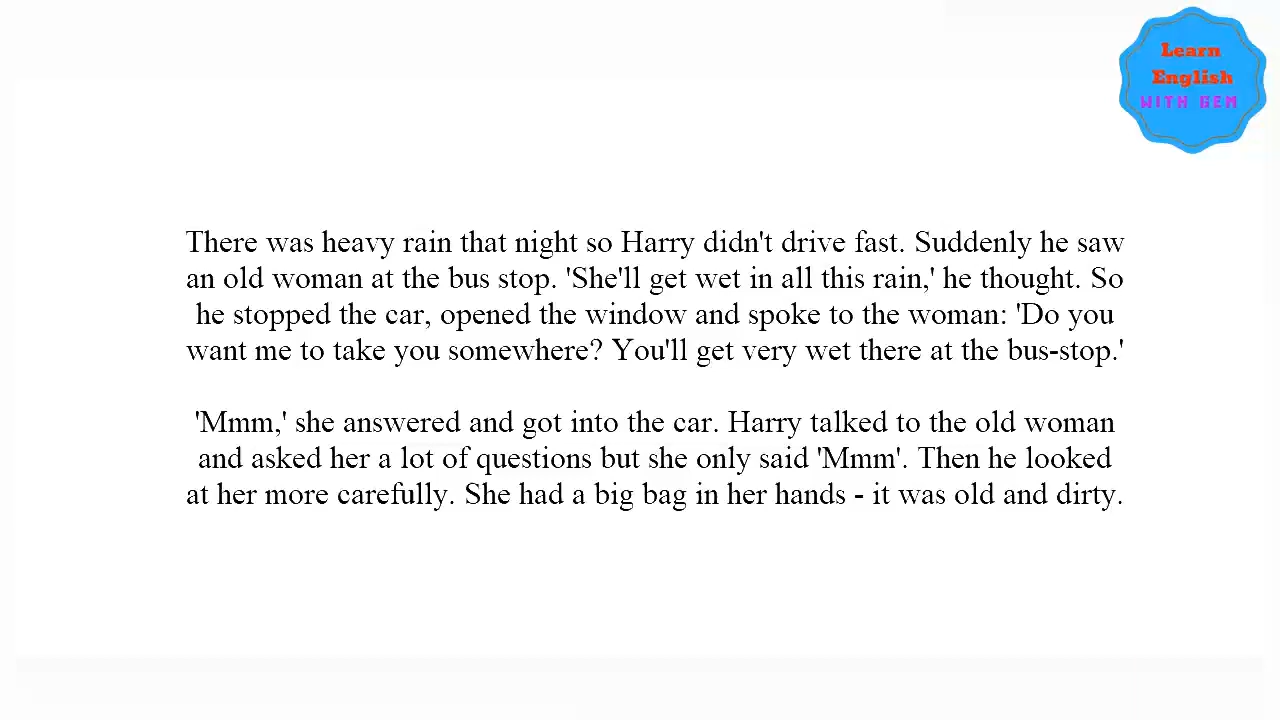 Learn
English
WITH GEM
There was heavy rain that night so Harry didn't drive fast. Suddenly he saw
an old woman at the bus stop. 'She'll get wet in all this rain,' he thought. So
he stopped the car, opened the window and spoke to the woman: 'Do you
want me to take you somewhere? You'll get very wet there at the bus-stop.'
'Mmm,' she answered and got into the car. Harry talked to the old woman
and asked her a lot of questions but she only said 'Mmm'. Then he looked
at her more carefully. She had a big bag in her hands - it was old and dirty.